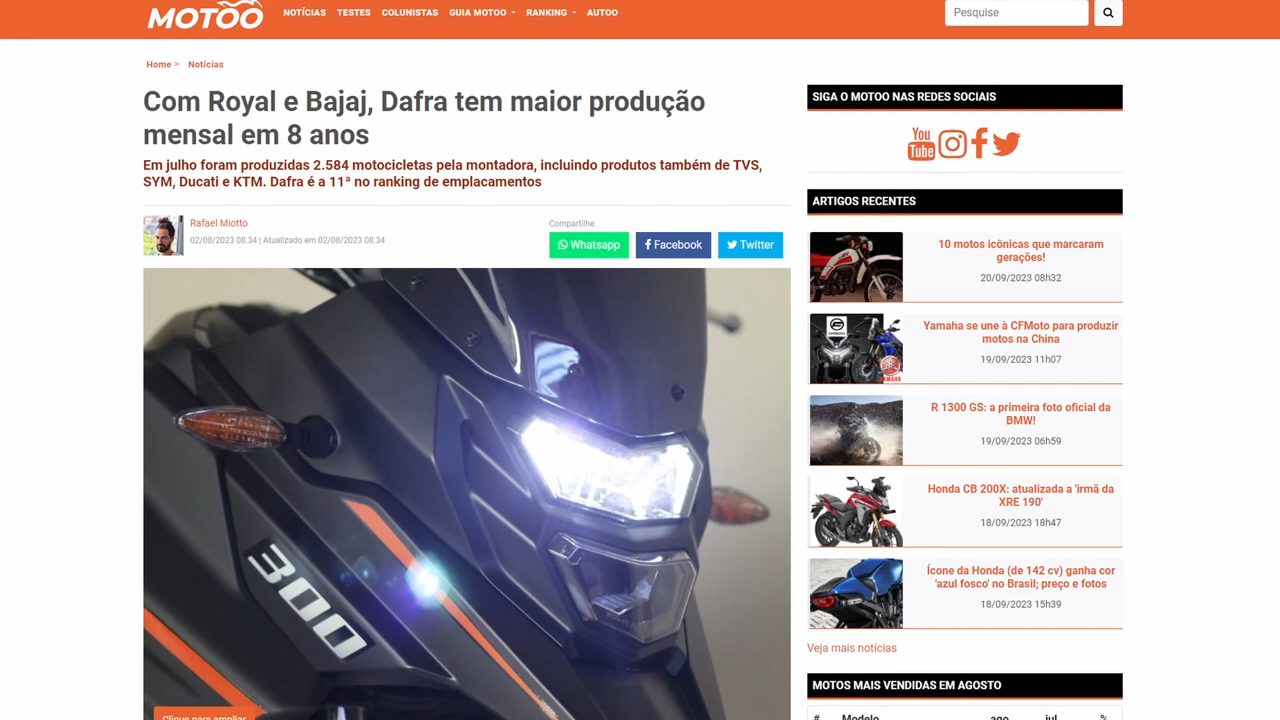 MOTOO
NOTÍCIAS TESTES COLUNISTAS GUIA MOTOO RANKING AUTOO
Pesquise
Home > Notícias
Com Royal e Bajaj, Dafra tem maior produção
mensal em 8 anos
Em julho foram produzidas 2.584 motocicletas pela montadora, incluindo produtos também de TVS,
SYM, Ducati e KTM. Dafra é a 11ª no ranking de emplacamentos
Rafael Miotto
02/08/2023 08:34 | Atualizado em 02/08/2023 08:34
Compartilhe
Whatsapp
Facebook
Twitter
300
Clique para ampliar
SIGA O MOTOO NAS REDES SOCIAIS
You
Tube
ARTIGOS RECENTES
10 motos icônicas que marcaram
gerações!
20/09/2023 08h32
Yamaha se une à CFMoto para produzir
motos na China
19/09/2023 11h07
R 1300 GS: a primeira foto oficial da
BMW!
19/09/2023 06h59
Honda CB 200X: atualizada a 'irmã da
XRE 190'
18/09/2023 18h47
Ícone da Honda (de 142 cv) ganha cor
'azul fosco' no Brasil; preço e fotos
18/09/2023 15h39
Veja mais notícias
MOTOS MAIS VENDIDAS EM AGOSTO
# Modelo ago jul %